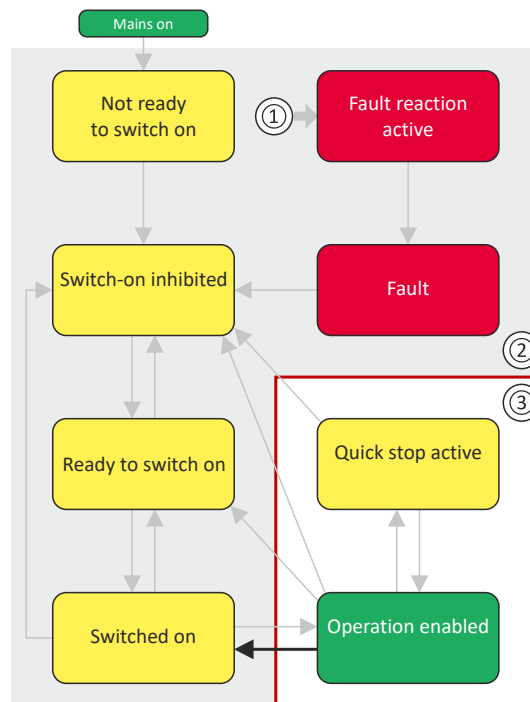 Mains on
Not ready
to switch on
①
Fault reaction
active
Switch-on inhibited
Fault
②
③
Ready to switch on
Quick stop active
Switched on
Operation enabled